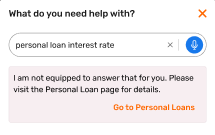 What do you need help with?
personal loan interest rate
I am not equipped to answer that for you. Please
visit the Personal Loan page for details.
Go to Personal Loans